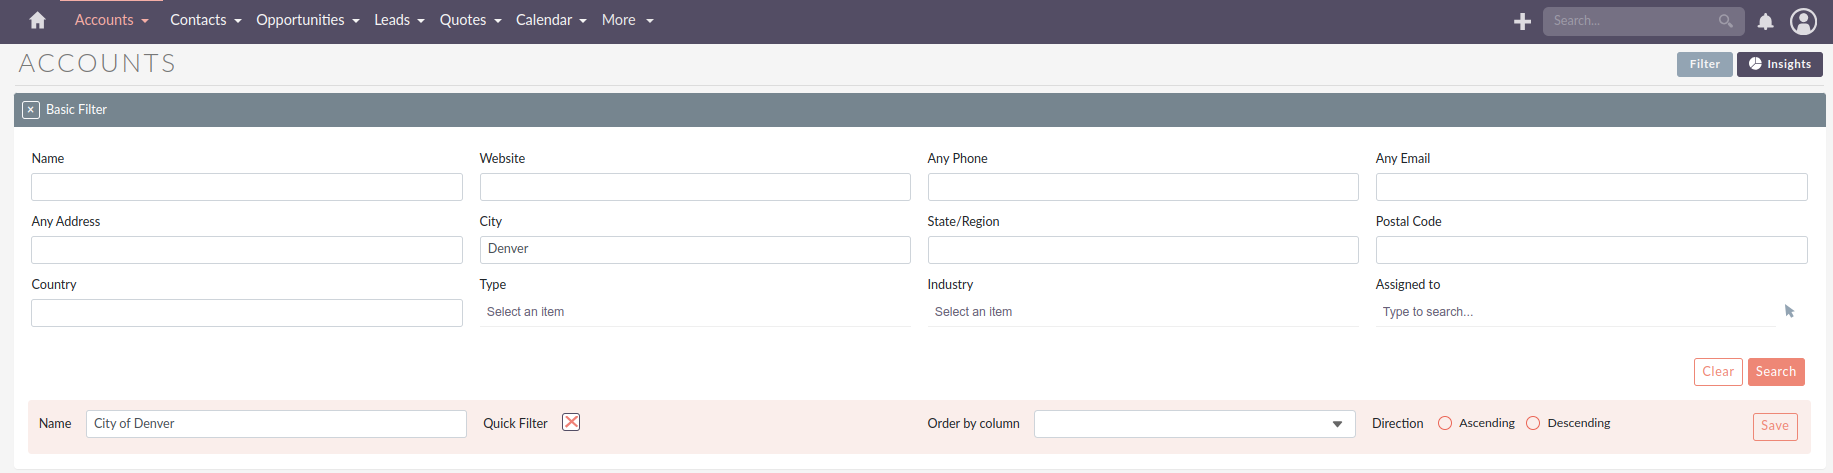 Accounts Contacts Opportunities Leads Quotes Calendar More Search...
ACCOUNTS
Filter Insights
Basic Filter
Name Website Any Phone Any Email
Any Address City State/Region Postal Code
Denver
Country Type Industry Assigned to
Select an item Select an item Type to search...
Clear Search
Name City of Denver Quick Filter Order by column Direction Ascending Descending Save